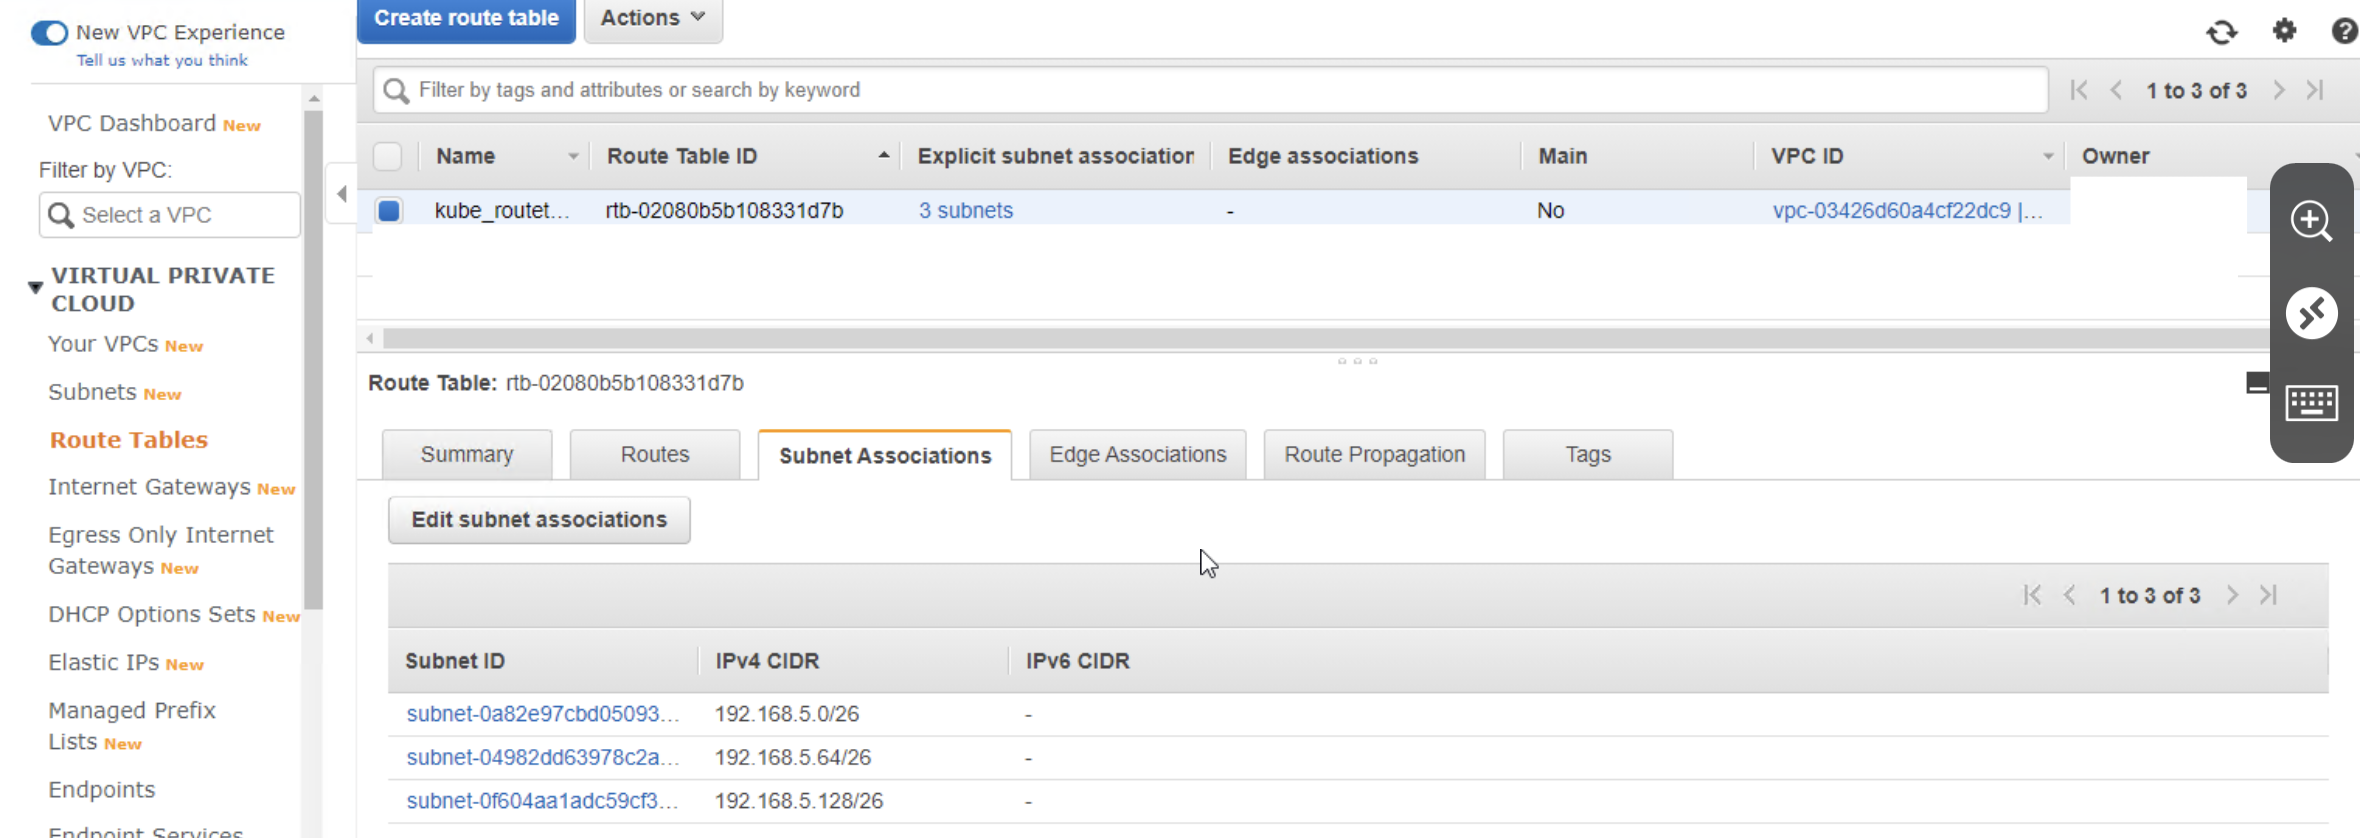 New VPC Experience
Tell us what you think
VPC Dashboard New
Filter by VPC:
Select a VPC
VIRTUAL PRIVATE
CLOUD
Your VPCs New
Subnets New
Route Tables
Internet Gateways New
Egress Only Internet
Gateways New
DHCP Options Sets New
Elastic IPs New
Managed Prefix
Lists New
Endpoints
Endpoint Services
Create route table Actions
Filter by tags and attributes or search by keyword 1 to 3 of 3
Name Route Table ID Explicit subnet association Edge associations Main VPC ID Owner
kube_routet... rtb-02080b5b108331d7b 3 subnets - No vpc-03426d60a4cf22dc9 |...
Route Table: rtb-02080b5b108331d7b
Summary Routes Subnet Associations Edge Associations Route Propagation Tags
Edit subnet associations
1 to 3 of 3
Subnet ID IPv4 CIDR IPv6 CIDR
subnet-0a82e97cbd05093... 192.168.5.0/26 -
subnet-04982dd63978c2a... 192.168.5.64/26 -
subnet-0f604aa1adc59cf3... 192.168.5.128/26 -